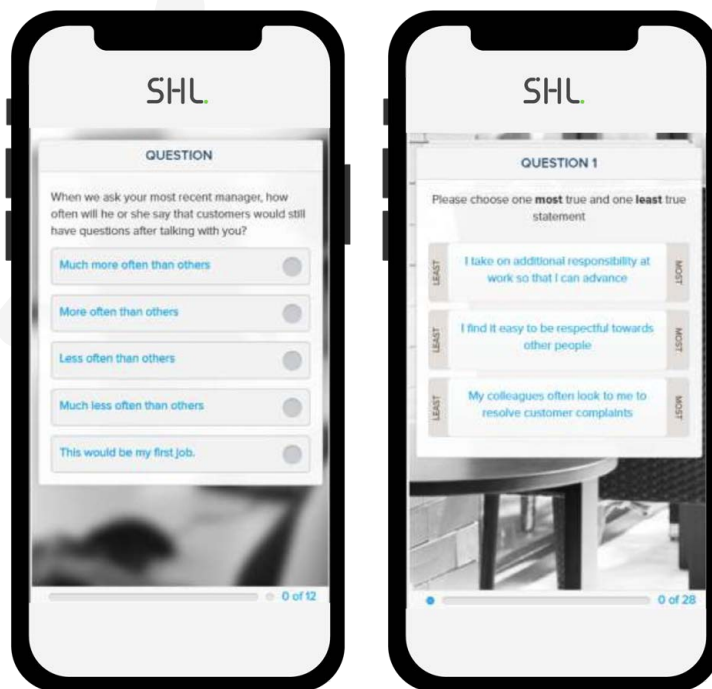 SHL.
QUESTION
When we ask your most recent manager, how
often will he or she say that customers would still
have questions after talking with you?
Much more often than others
More often than others
Less often than others
Much less often than others
This would be my first job.
0 of 12
SHL.
QUESTION 1
Please choose one most true and one least true
statement
LEAST
I take on additional responsibility at
work so that I can advance
MOST
LEAST
I find it easy to be respectful towards
other people
MOST
LEAST
My colleagues often look to me to
resolve customer complaints
MOST
0 of 28